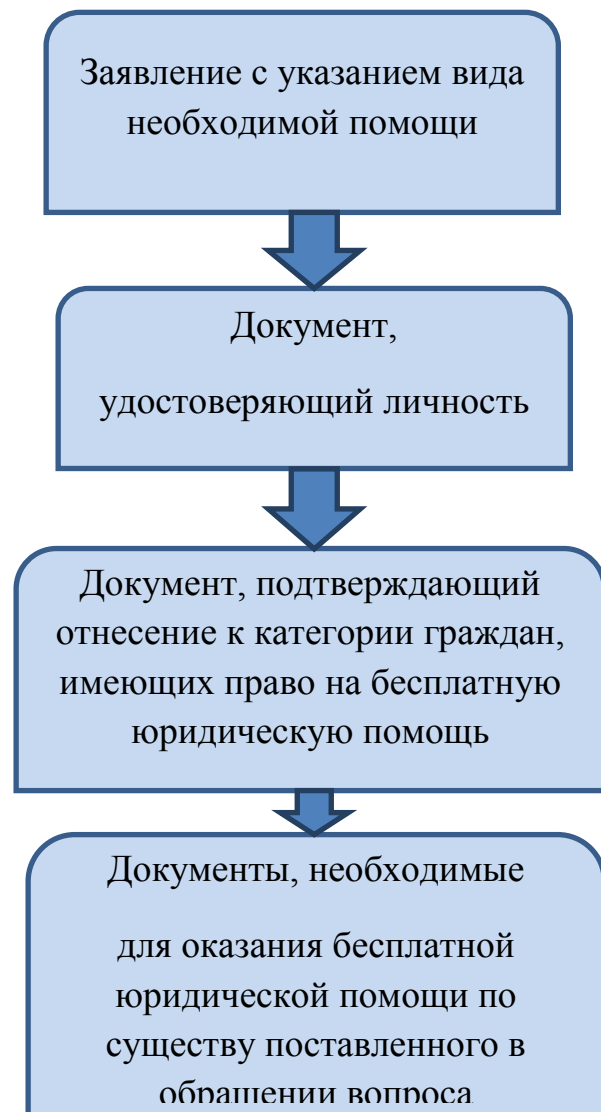 Заявление с указанием вида
необходимой помощи
Документ,
удостоверяющий личность
Документ, подтверждающий
отнесение к категории граждан,
имеющих право на бесплатную
юридическую помощь
Документы, необходимые
для оказания бесплатной
юридической помощи по
существу поставленного в
обращении вопроса